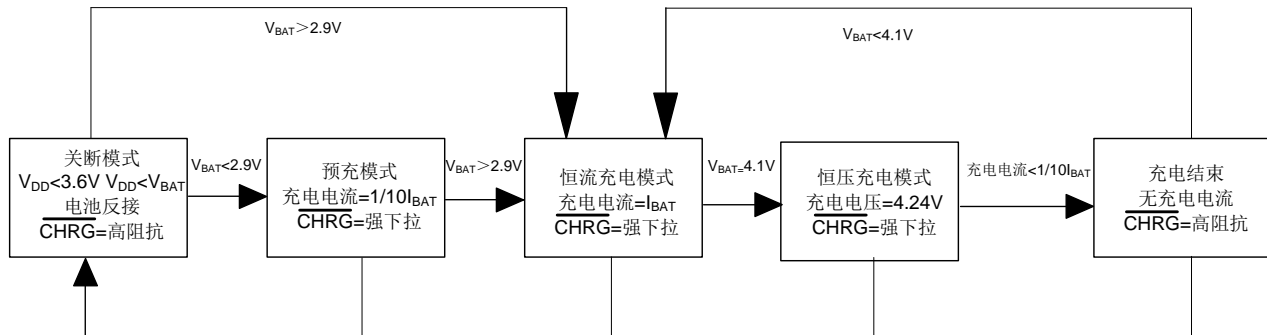 V_BAT＞2.9V
V_BAT<4.1V
关断模式
V_DD<3.6V V_DD<V_BAT
电池反接
CHRG=高阻抗
V_BAT<2.9V
预充模式
充电电流=1/10I_BAT
CHRG=强下拉
V_BAT＞2.9V
恒流充电模式
充电电流=I_BAT
CHRG=强下拉
V_BAT=4.1V
恒压充电模式
充电电压=4.24V
CHRG=强下拉
充电电流<1/10I_BAT
充电结束
无充电电流
CHRG=高阻抗